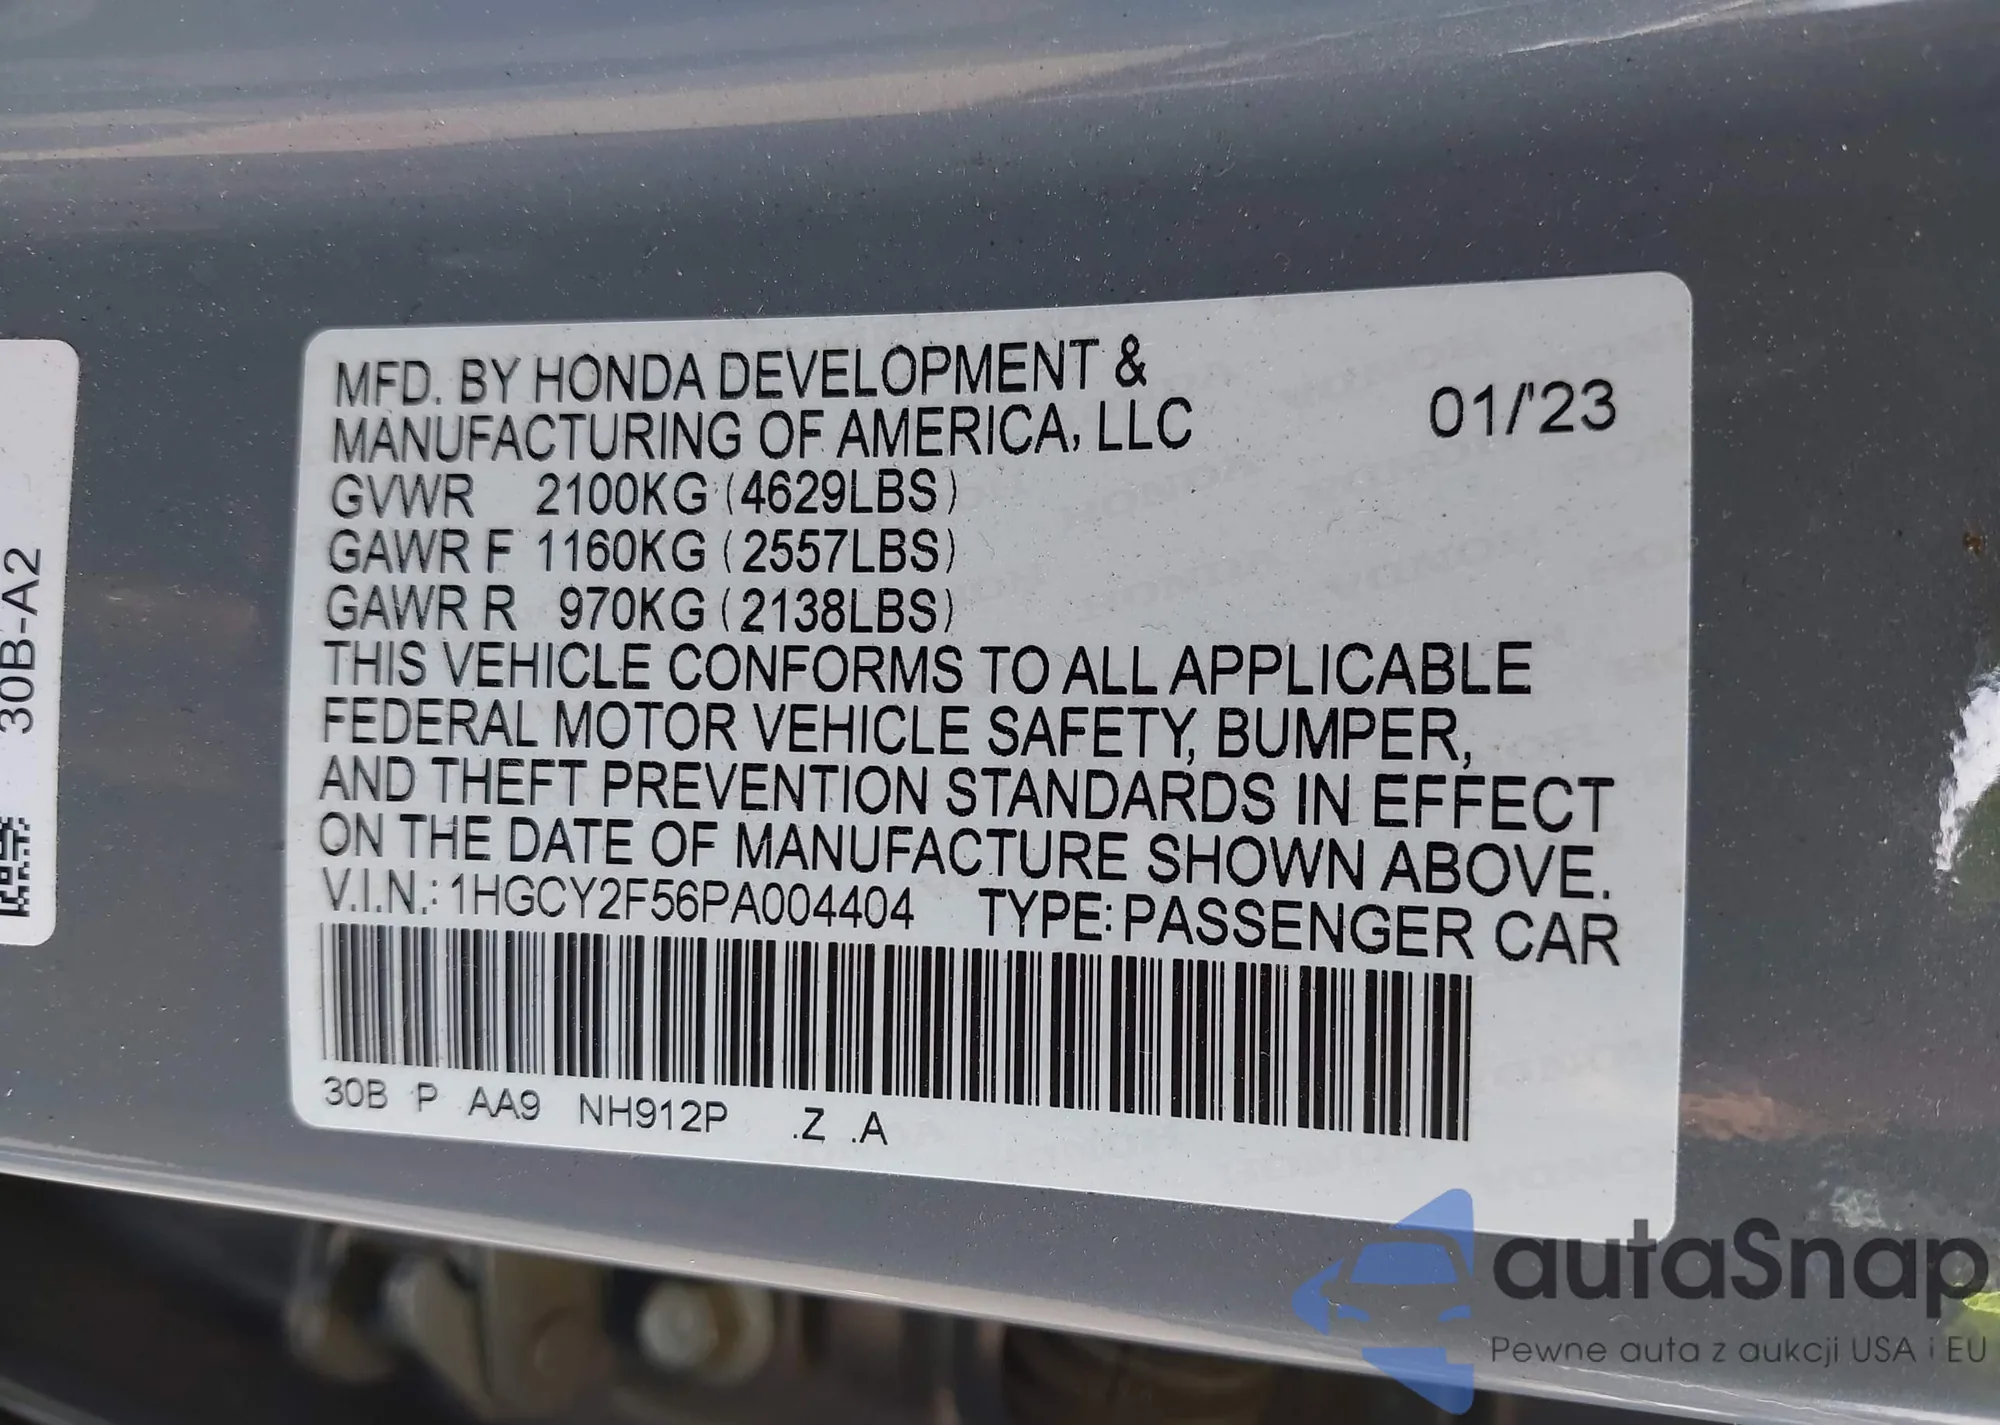 MFD. BY HONDA DEVELOPMENT &
MANUFACTURING OF AMERICA, LLC
01/'23
GVWR 2100KG (4629LBS)
GAWR F 1160KG (2557LBS)
GAWR R 970KG (2138LBS)
THIS VEHICLE CONFORMS TO ALL APPLICABLE
FEDERAL MOTOR VEHICLE SAFETY, BUMPER,
AND THEFT PREVENTION STANDARDS IN EFFECT
ON THE DATE OF MANUFACTURE SHOWN ABOVE.
V.I.N.: 1HGCY2F56PA004404 TYPE: PASSENGER CAR
30B P AA9 NH912P .Z .A
30B-A2
autaSnap
Pewne auta z aukcji USA i EU